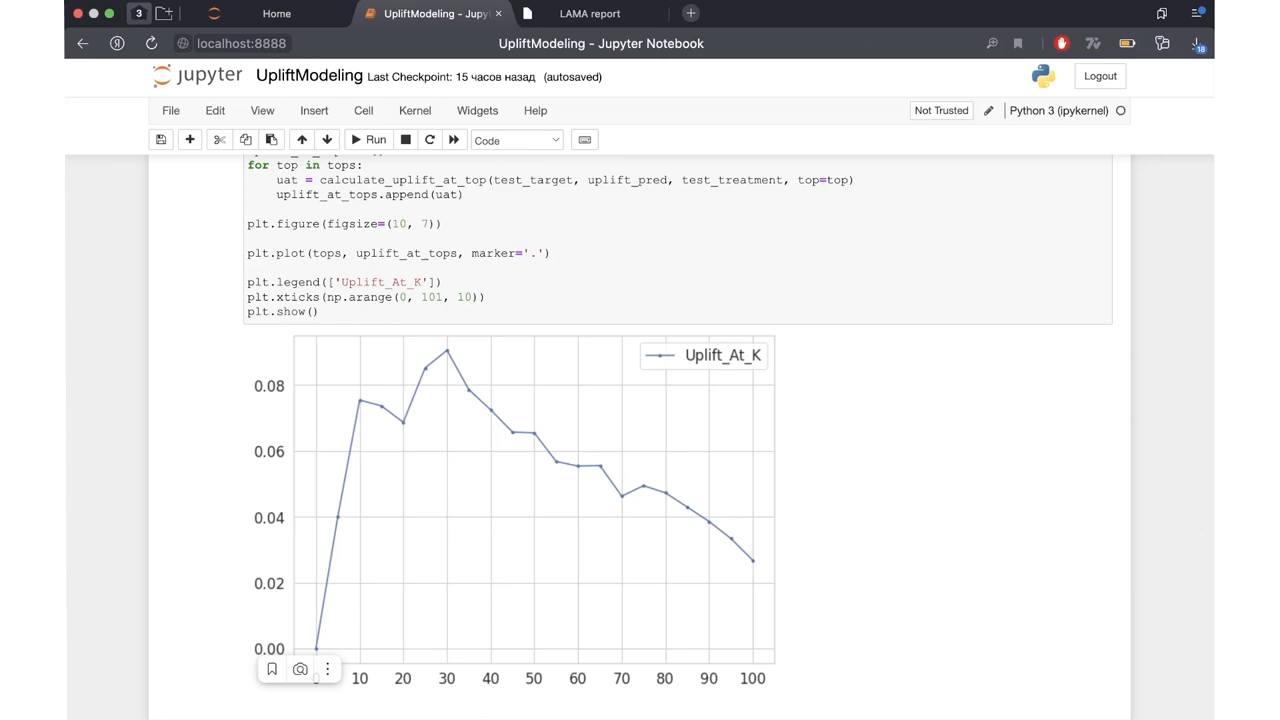 3
Home
UpliftModeling - Jupyt
LAMA report
localhost:8888
UpliftModeling - Jupyter Notebook
18
jupyter UpliftModeling Last Checkpoint: 15 часов назад (autosaved)
Logout
File Edit View Insert Cell Kernel Widgets Help
Not Trusted
Python 3 (ipykernel)
Run
Code
for top in tops:
uat = calculate_uplift_at_top(test_target, uplift_pred, test_treatment, top=top)
uplift_at_tops.append(uat)
plt.figure(figsize=(10, 7))
plt.plot(tops, uplift_at_tops, marker='.')
plt.legend(['Uplift_At_K'])
plt.xticks(np.arange(0, 101, 10))
plt.show()
Uplift_At_K
0.08
0.06
0.04
0.02
0.00
10 20 30 40 50 60 70 80 90 100